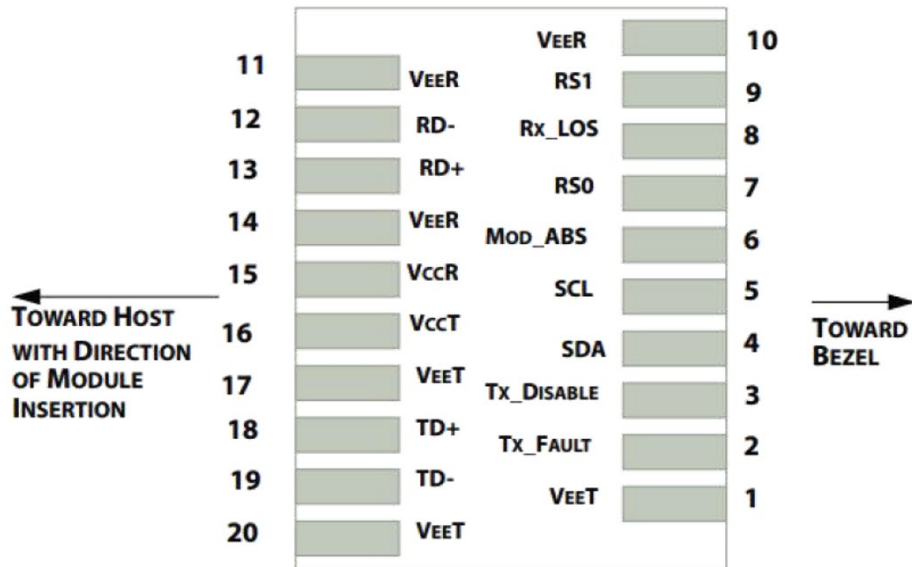 VEER 10
11 VEER
RS1 9
12 RD-
RX_LOS 8
13 RD+
RS0 7
14 VEER
MOD_ABS 6
15 VCCR
SCL 5
16 VCCT
SDA 4
17 VEET
TX_DISABLE 3
18 TD+
TX_FAULT 2
19 TD-
VEET 1
20 VEET
TOWARD HOST
WITH DIRECTION
OF MODULE
INSERTION
TOWARD
BEZEL